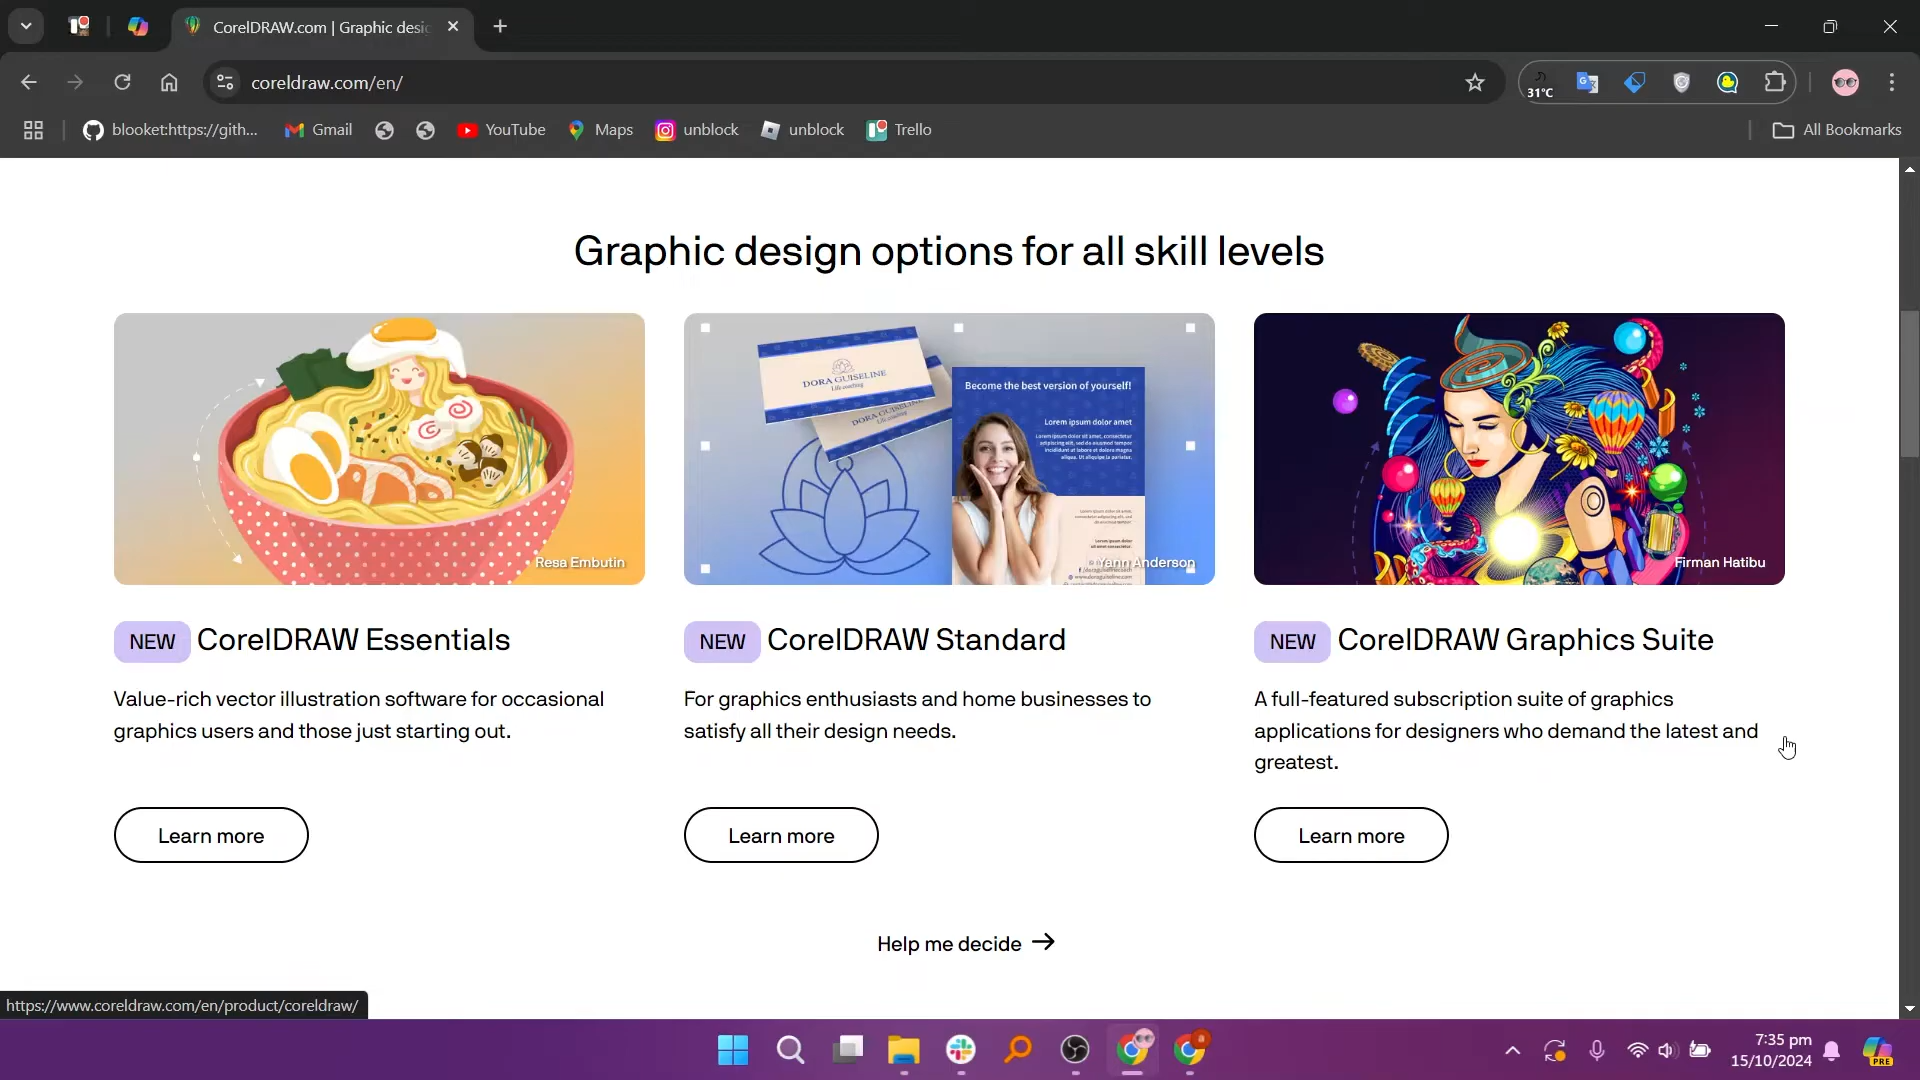 CorelDRAW.com | Graphic desi
coreldraw.com/en/
31°C
blooket:https://gith...
Gmail
YouTube
Maps
unblock
unblock
Trello
All Bookmarks
Graphic design options for all skill levels
Resa Embutin
DORA GUISELINE
Life coaching
Become the best version of yourself!
Lorem ipsum dolor amet
Yann Anderson
Firman Hatibu
NEW CorelDRAW Essentials
Value-rich vector illustration software for occasional
graphics users and those just starting out.
Learn more
NEW CorelDRAW Standard
For graphics enthusiasts and home businesses to
satisfy all their design needs.
Learn more
NEW CorelDRAW Graphics Suite
A full-featured subscription suite of graphics
applications for designers who demand the latest and
greatest.
Learn more
Help me decide →
https://www.coreldraw.com/en/product/coreldraw/
7:35 pm
15/10/2024
PRE